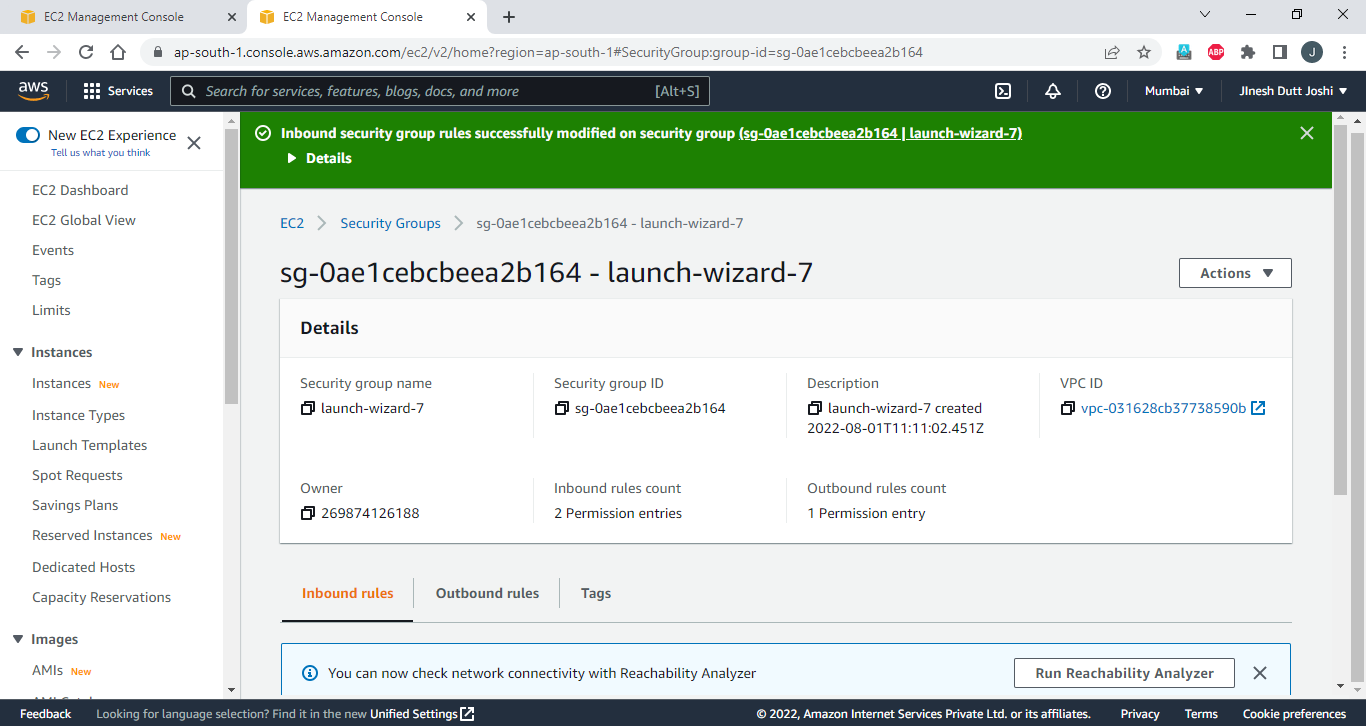 EC2 Management Console
EC2 Management Console
ap-south-1.console.aws.amazon.com/ec2/v2/home?region=ap-south-1#SecurityGroup:group-id=sg-0ae1cebcbeea2b164
ABP
J
aws
Services
Search for services, features, blogs, docs, and more
[Alt+S]
Mumbai
JInesh Dutt Joshi
New EC2 Experience
Tell us what you think
EC2 Dashboard
EC2 Global View
Events
Tags
Limits
Instances
Instances New
Instance Types
Launch Templates
Spot Requests
Savings Plans
Reserved Instances New
Dedicated Hosts
Capacity Reservations
Images
AMIs New
Inbound security group rules successfully modified on security group (sg-0ae1cebcbeea2b164 | launch-wizard-7)
Details
EC2
Security Groups
sg-0ae1cebcbeea2b164 - launch-wizard-7
sg-0ae1cebcbeea2b164 - launch-wizard-7
Actions
Details
Security group name
launch-wizard-7
Security group ID
sg-0ae1cebcbeea2b164
Description
launch-wizard-7 created
2022-08-01T11:11:02.451Z
VPC ID
vpc-031628cb37738590b
Owner
269874126188
Inbound rules count
2 Permission entries
Outbound rules count
1 Permission entry
Inbound rules
Outbound rules
Tags
You can now check network connectivity with Reachability Analyzer
Run Reachability Analyzer
Feedback
Looking for language selection? Find it in the new Unified Settings
© 2022, Amazon Internet Services Private Ltd. or its affiliates.
Privacy
Terms
Cookie preferences